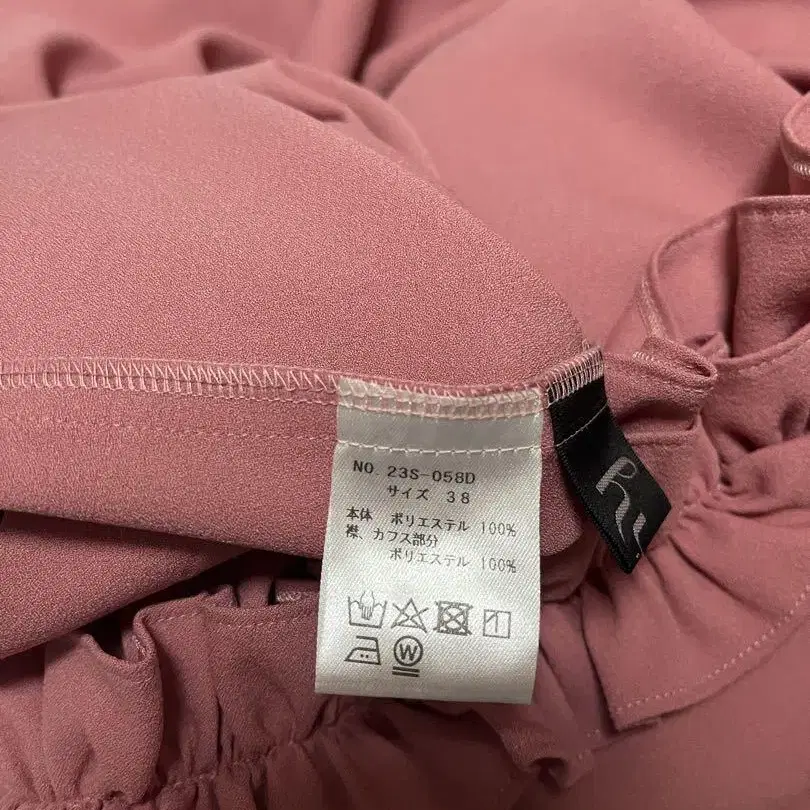 NO. 23S-058D
サイズ 38
本体 ポリエステル 100%
襟、カフス部分
ポリエステル 100%
W